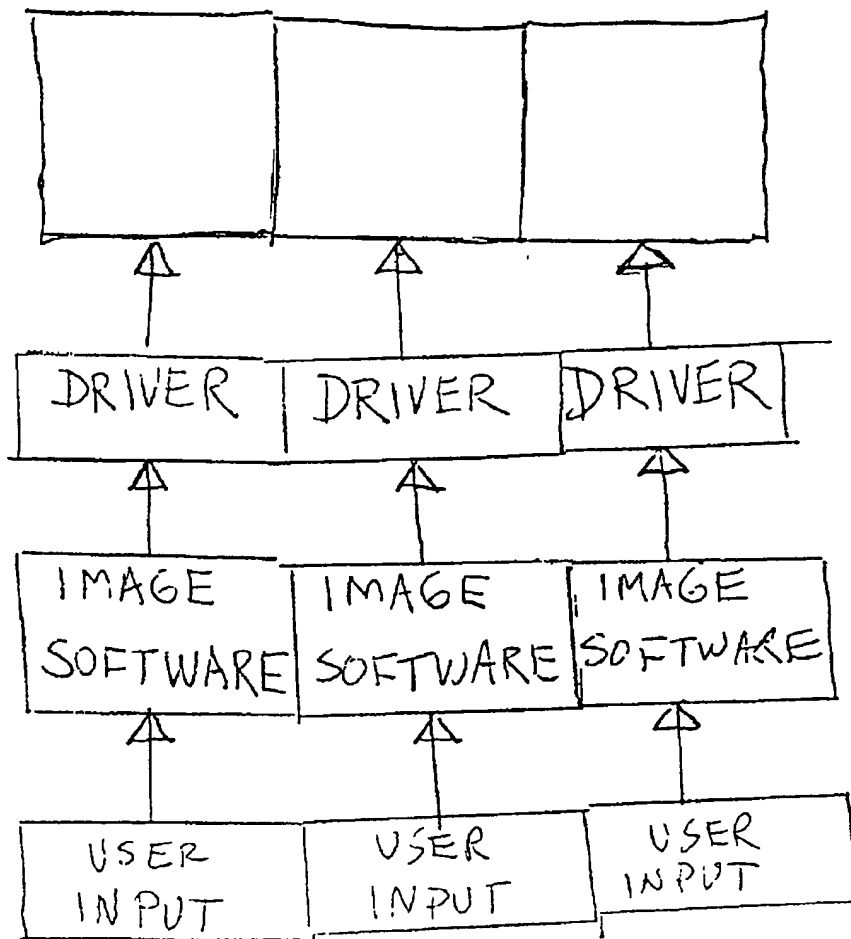 DRIVER DRIVER DRIVER
IMAGE IMAGE IMAGE
SOFTWARE SOFTWARE SOFTWARE
USER USER USER
INPUT INPUT INPUT